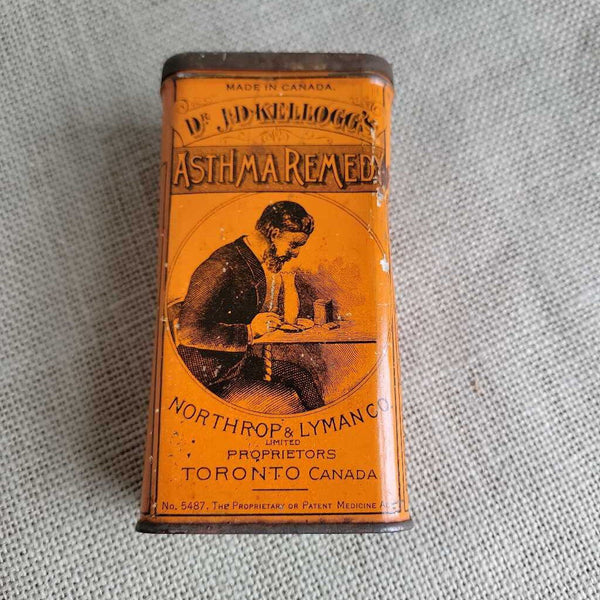 MADE IN CANADA.
DR. J.D. KELLOGG'S
ASTHMA REMEDY
NORTHROP & LYMAN CO.
LIMITED
PROPRIETORS
TORONTO CANADA
No. 5487. THE PROPRIETARY OR PATENT MEDICINE